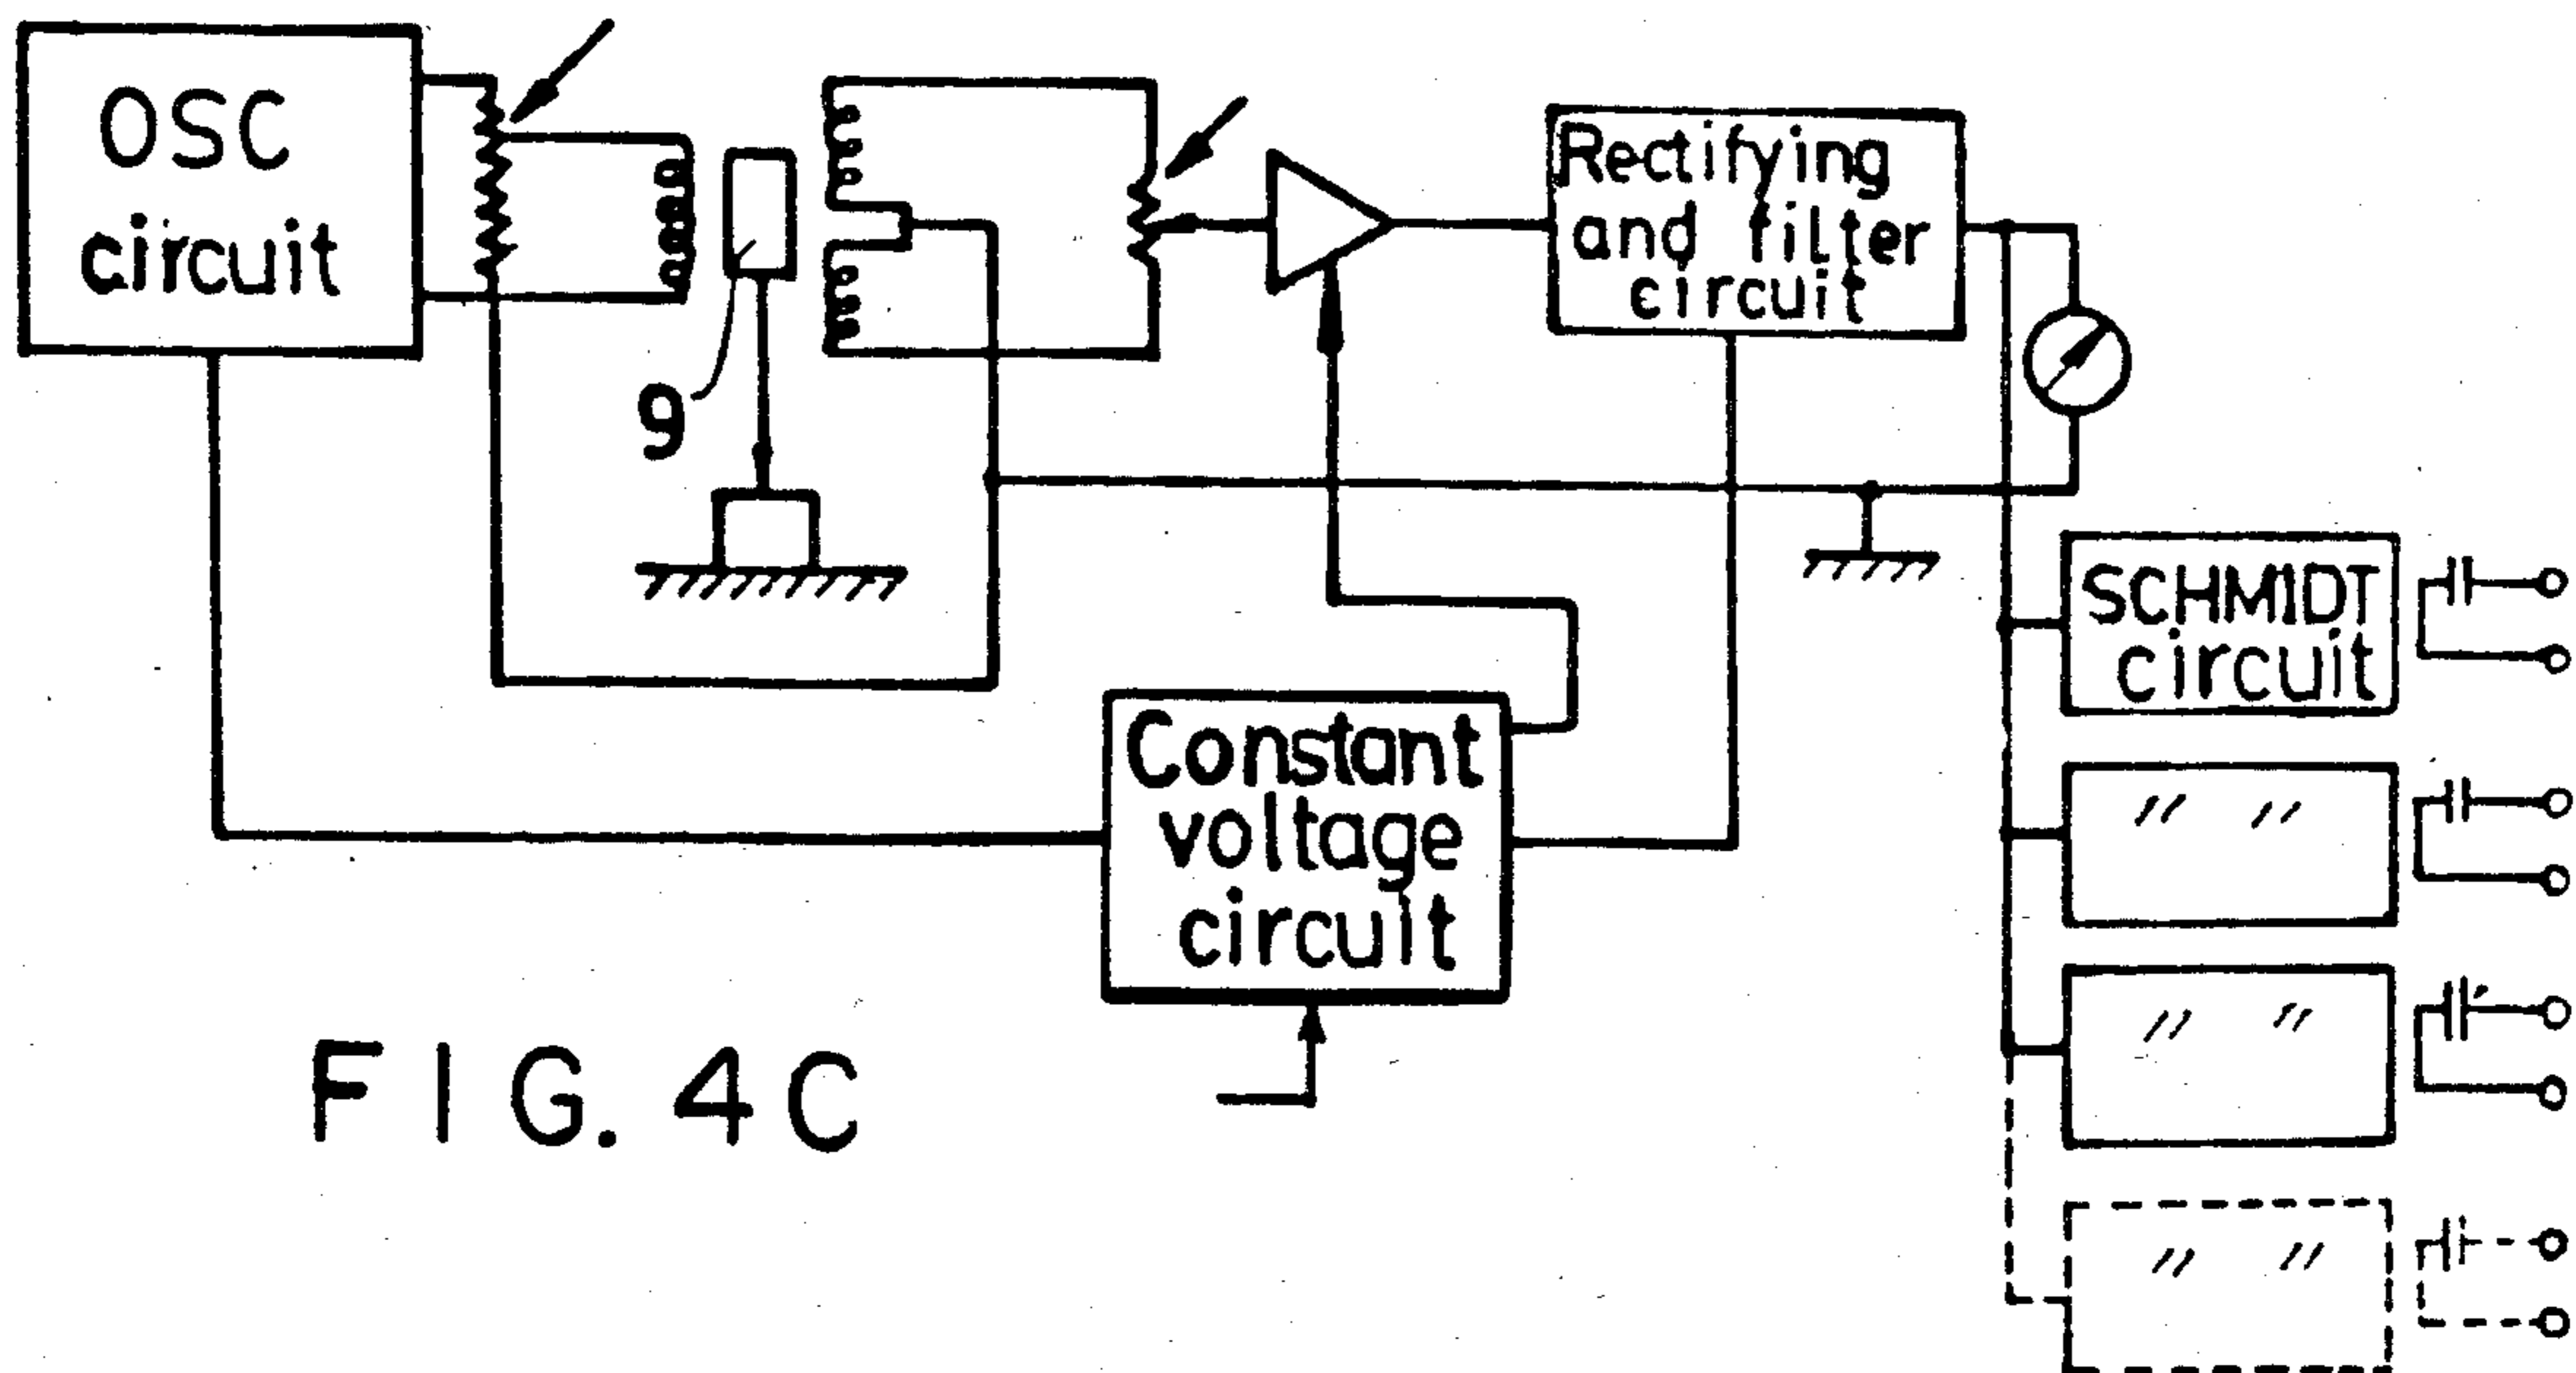 OSC
circuit
Rectifying
and filter
circuit
9
SCHMIDT
circuit
Constant
voltage
circuit
〃 〃
〃 〃
〃 〃
FIG. 4C